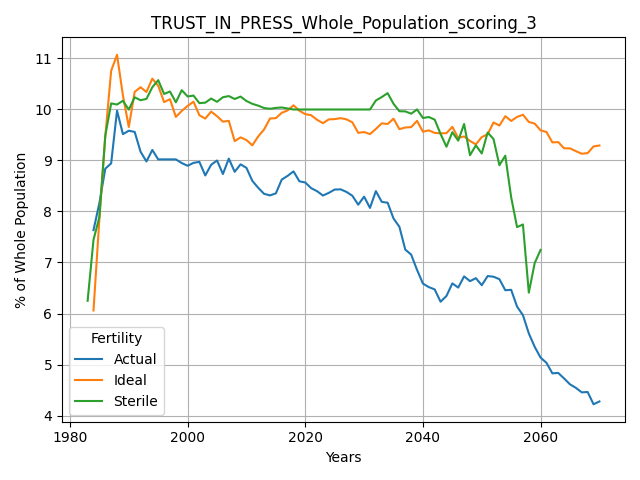 TRUST_IN_PRESS_Whole_Population_scoring_3
% of Whole Population
11
10
9
8
7
6
5
4
Fertility
Actual
Ideal
Sterile
1980
2000
2020
2040
2060
Years